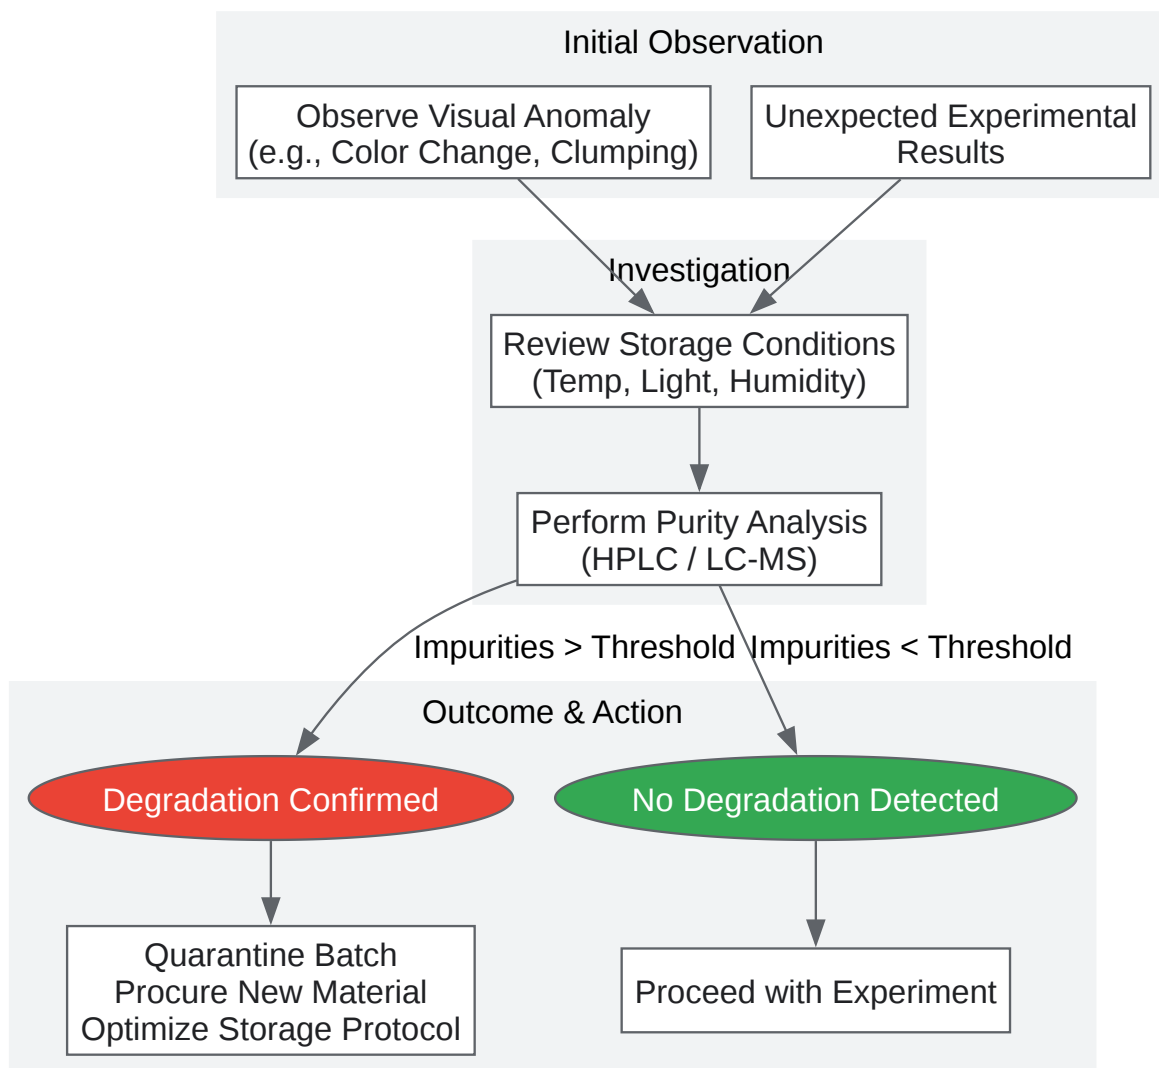 Initial Observation
Observe Visual Anomaly
(e.g., Color Change, Clumping)
Unexpected Experimental
Results
Investigation
Review Storage Conditions
(Temp, Light, Humidity)
Perform Purity Analysis
(HPLC / LC-MS)
Impurities > Threshold
Impurities < Threshold
Outcome & Action
Degradation Confirmed
No Degradation Detected
Quarantine Batch
Procure New Material
Optimize Storage Protocol
Proceed with Experiment